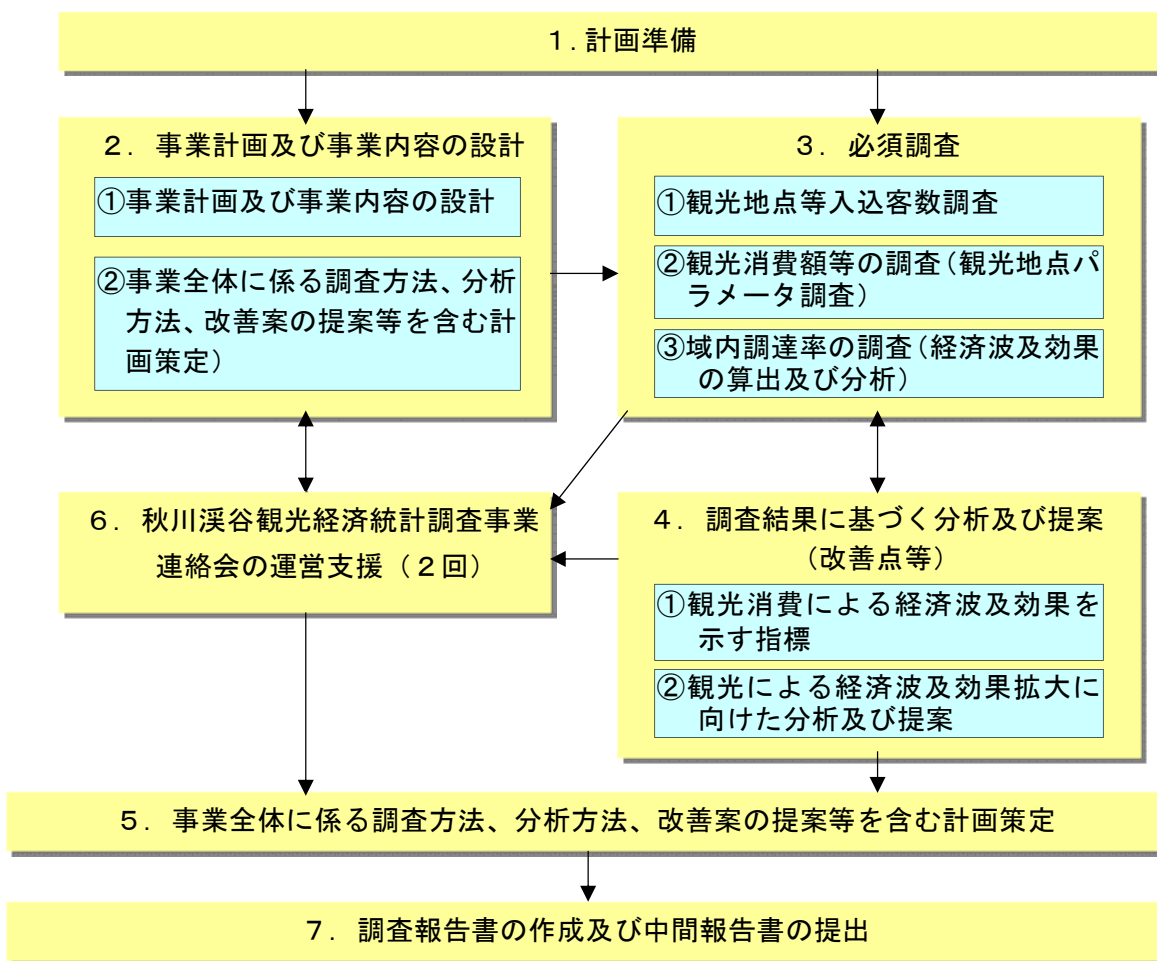 1.計画準備
2．事業計画及び事業内容の設計
①事業計画及び事業内容の設計
②事業全体に係る調査方法、分析
方法、改善案の提案等を含む計
画策定）
3．必須調査
①観光地点等入込客数調査
②観光消費額等の調査（観光地点パ
ラメータ調査）
③域内調達率の調査（経済波及効果
の算出及び分析）
6．秋川渓谷観光経済統計調査事業
連絡会の運営支援（2回）
4．調査結果に基づく分析及び提案
（改善点等）
①観光消費による経済波及効果を
示す指標
②観光による経済波及効果拡大に
向けた分析及び提案
5．事業全体に係る調査方法、分析方法、改善案の提案等を含む計画策定
7．調査報告書の作成及び中間報告書の提出